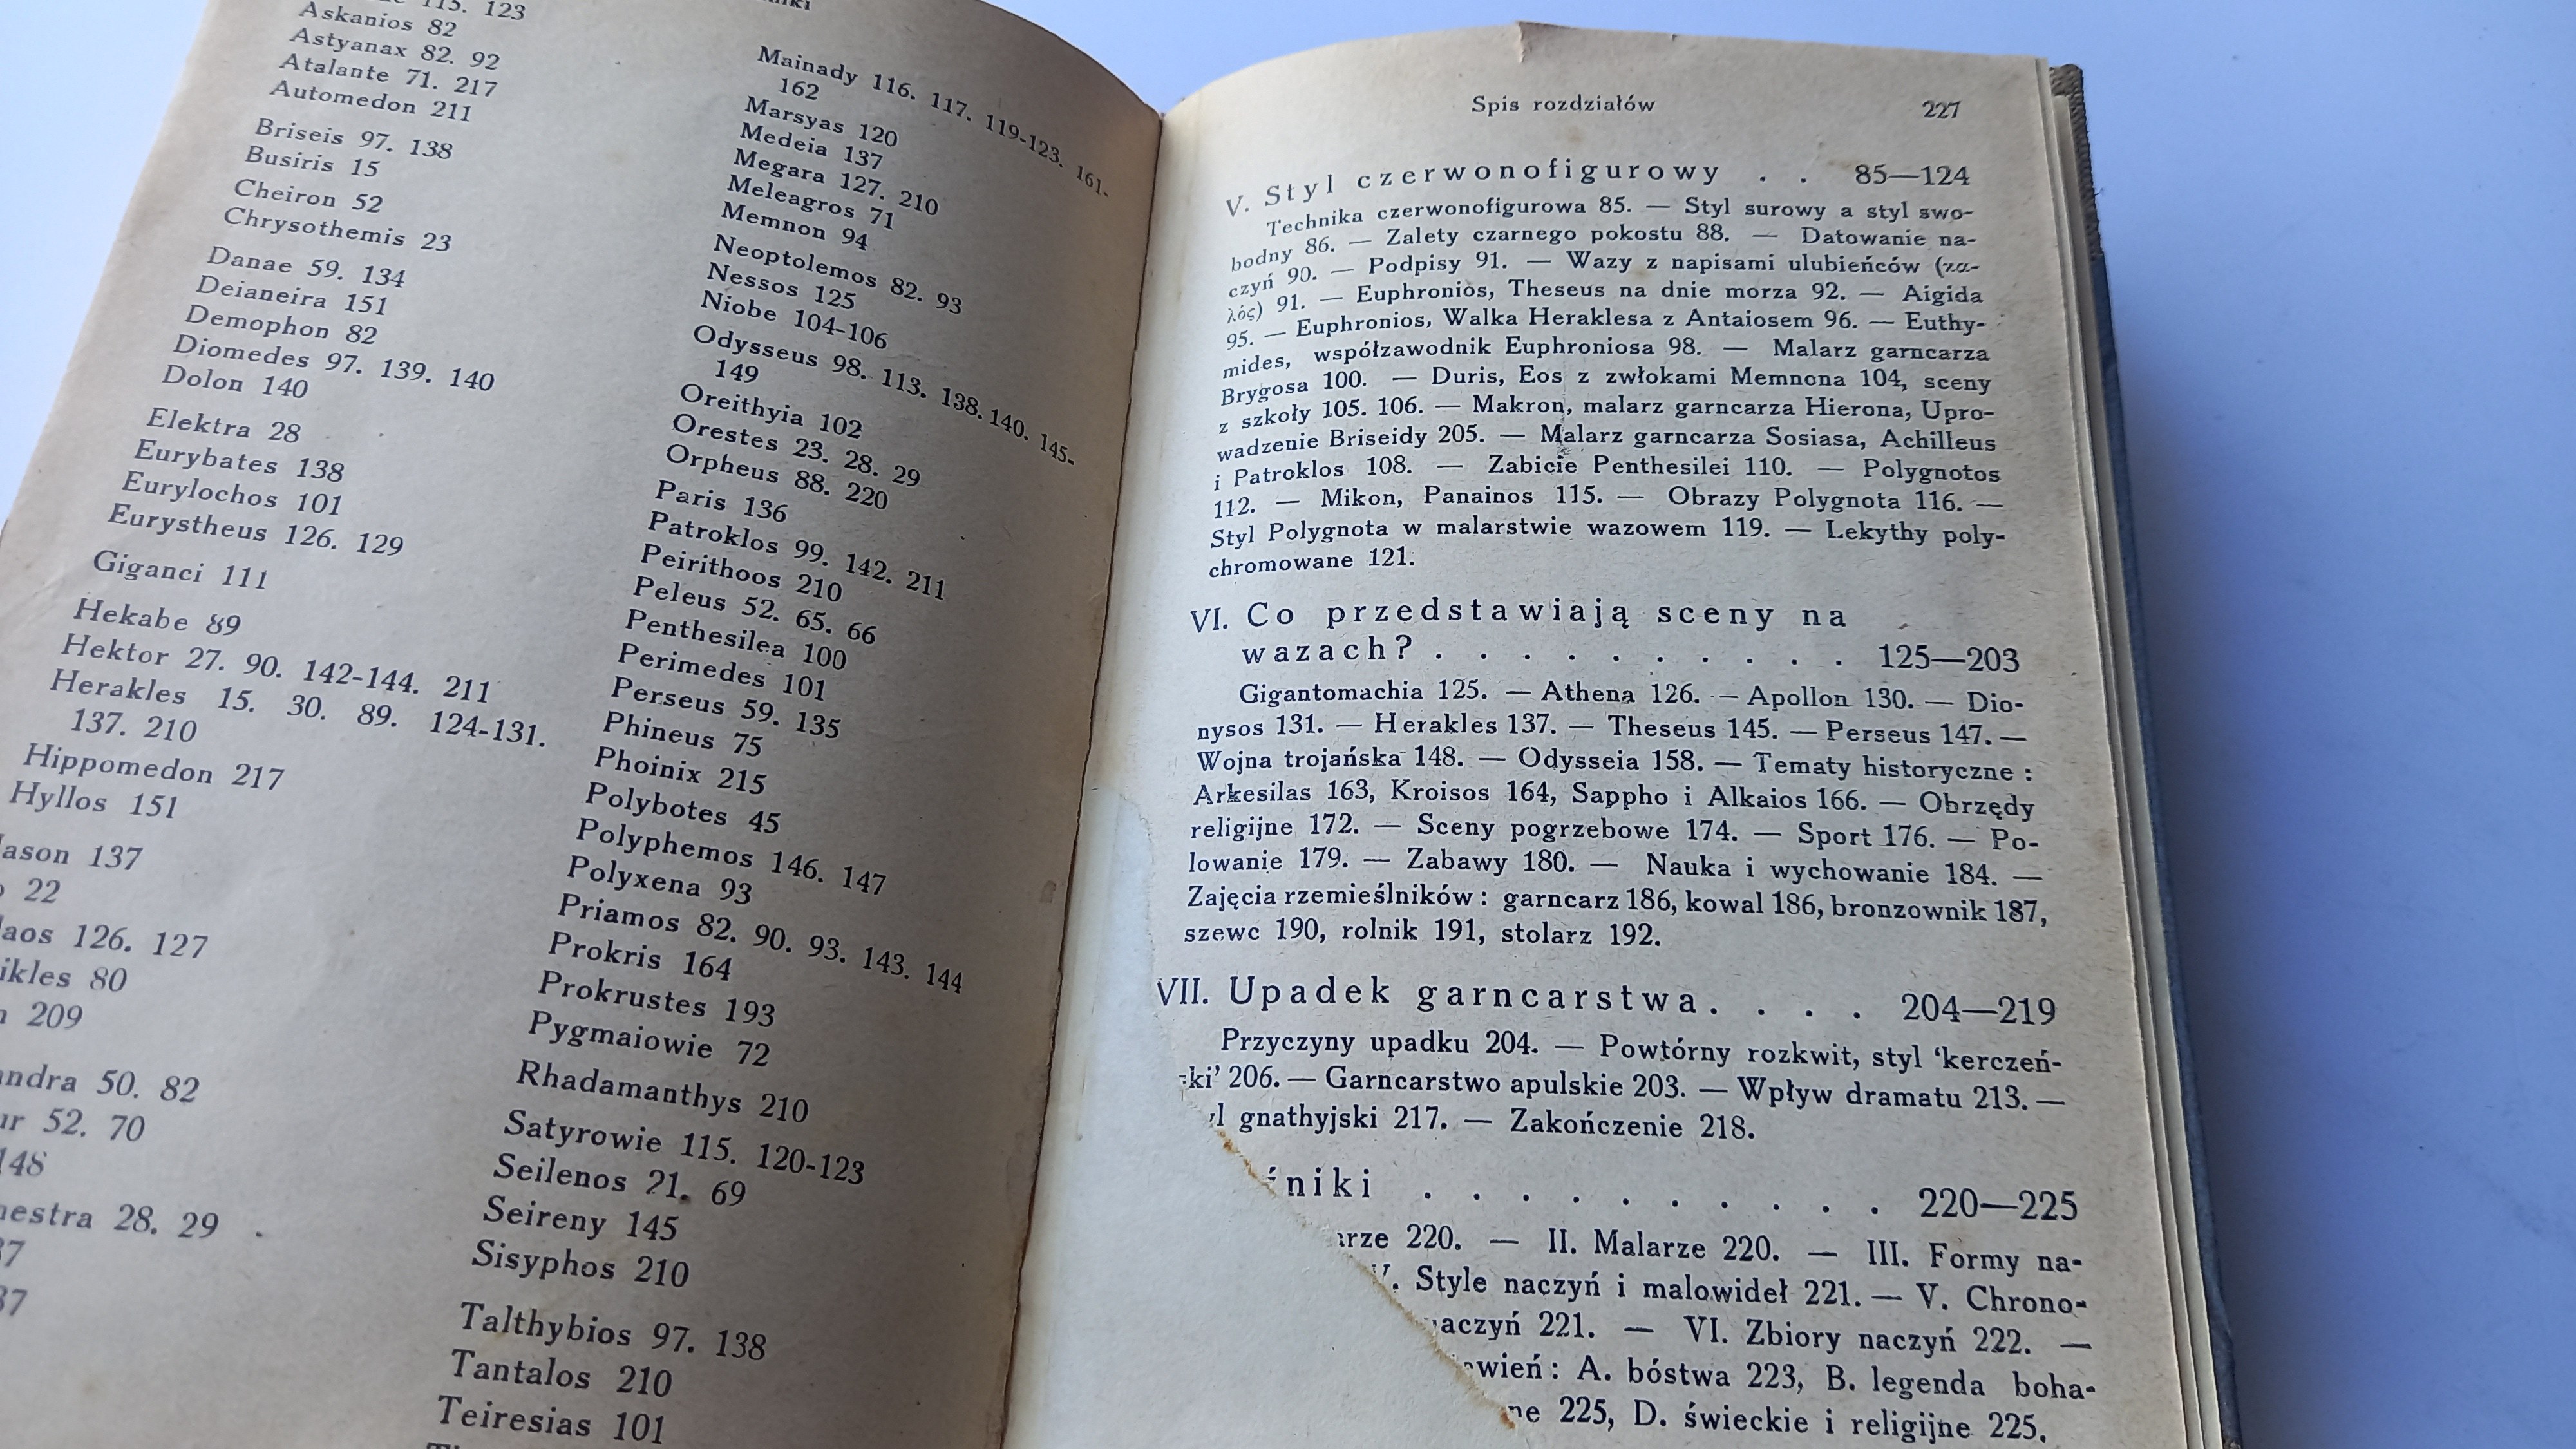 115. 123
Askanios 82
Astyanax 82. 92
Atalante 71. 217
Automedon 211
Briseis 97. 138
Busiris 15
Cheiron 52
Chrysothemis 23
Danae 59. 134
Deianeira 151
Demophon 82
Diomedes 97. 139. 140
Dolon 140
Elektra 28
Eurybates 138
Eurylochos 101
Eurystheus 126. 129
Giganci 111
Hekabe 89
Hektor 27. 90. 142-144. 211
Herakles 15. 30. 89. 124-131.
137. 210
Hippomedon 217
Hyllos 151
ason 137
22
aos 126. 127
ikles 80
209
andra 50. 82
ur 52. 70
148
nestra 28. 29
37
37
Mainady 116. 117. 119-123. 161-
162
Marsyas 120
Medeia 137
Megara 127. 210
Meleagros 71
Memnon 94
Neoptolemos 82. 93
Nessos 125
Niobe 104-106
Odysseus 98. 113. 138. 140. 145-
149
Oreithyia 102
Orestes 23. 28. 29
Orpheus 88. 220
Paris 136
Patroklos 99. 142. 211
Peirithoos 210
Peleus 52. 65. 66
Penthesilea 100
Perimedes 101
Perseus 59. 135
Phineus 75
Phoinix 215
Polybotes 45
Polyphemos 146. 147
Polyxena 93
Priamos 82. 90. 93. 143. 144
Prokris 164
Prokrustes 193
Pygmaiowie 72
Rhadamanthys 210
Satyrowie 115. 120-123
Seilenos 21. 69
Seireny 145
Sisyphos 210
Talthybios 97. 138
Tantalos 210
Teiresias 101
Spis rozdziałów 227
V. Styl czerwonofigurowy . . 85—124
Technika czerwonofigurowa 85. — Styl surowy a styl swo-
bodny 86. — Zalety czarnego pokostu 88. — Datowanie na-
czyń 90. — Podpisy 91. — Wazy z napisami ulubieńców (κα-
λός) 91. — Euphronios, Theseus na dnie morza 92. — Aigida
95. — Euphronios, Walka Heraklesa z Antaiosem 96. — Euthy-
mides, współzawodnik Euphroniosa 98. — Malarz garncarza
Brygosa 100. — Duris, Eos z zwłokami Memnona 104, sceny
z szkoły 105. 106. — Makron, malarz garncarza Hierona, Upro-
wadzenie Briseidy 205. — Malarz garncarza Sosiasa, Achilleus
i Patroklos 108. — Zabicie Penthesilei 110. — Polygnotos
112. — Mikon, Panainos 115. — Obrazy Polygnota 116. —
Styl Polygnota w malarstwie wazowem 119. — Lekythy poly-
chromowane 121.
VI. Co przedstawiają sceny na
wazach? . . . . . . . . . . 125—203
Gigantomachia 125. — Athena 126. — Apollon 130. — Dio-
nysos 131. — Herakles 137. — Theseus 145. — Perseus 147. —
Wojna trojańska 148. — Odysseia 158. — Tematy historyczne :
Arkesilas 163, Kroisos 164, Sappho i Alkaios 166. — Obrzędy
religijne 172. — Sceny pogrzebowe 174. — Sport 176. — Po-
lowanie 179. — Zabawy 180. — Nauka i wychowanie 184. —
Zajęcia rzemieślników : garncarz 186, kowal 186, bronzownik 187,
szewc 190, rolnik 191, stolarz 192.
VII. Upadek garncarstwa . . . . 204—219
Przyczyny upadku 204. — Powtórny rozkwit, styl ‘kerczeń-
ki’ 206. — Garncarstwo apulskie 203. — Wpływ dramatu 213. —
yl gnathyjski 217. — Zakończenie 218.
niki . . . . . . . . . . 220—225
rze 220. — II. Malarze 220. — III. Formy na-
V. Style naczyń i malowideł 221. — V. Chrono-
naczyń 221. — VI. Zbiory naczyń 222. —
wień : A. bóstwa 223, B. legenda boha-
ne 225, D. świeckie i religijne 225.